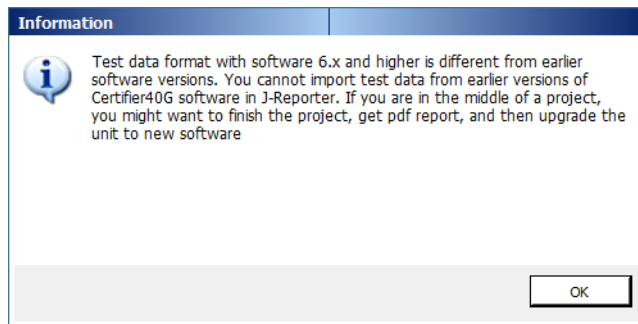 Information
Test data format with software 6.x and higher is different from earlier
software versions. You cannot import test data from earlier versions of
Certifier40G software in J-Reporter. If you are in the middle of a project,
you might want to finish the project, get pdf report, and then upgrade the
unit to new software
OK